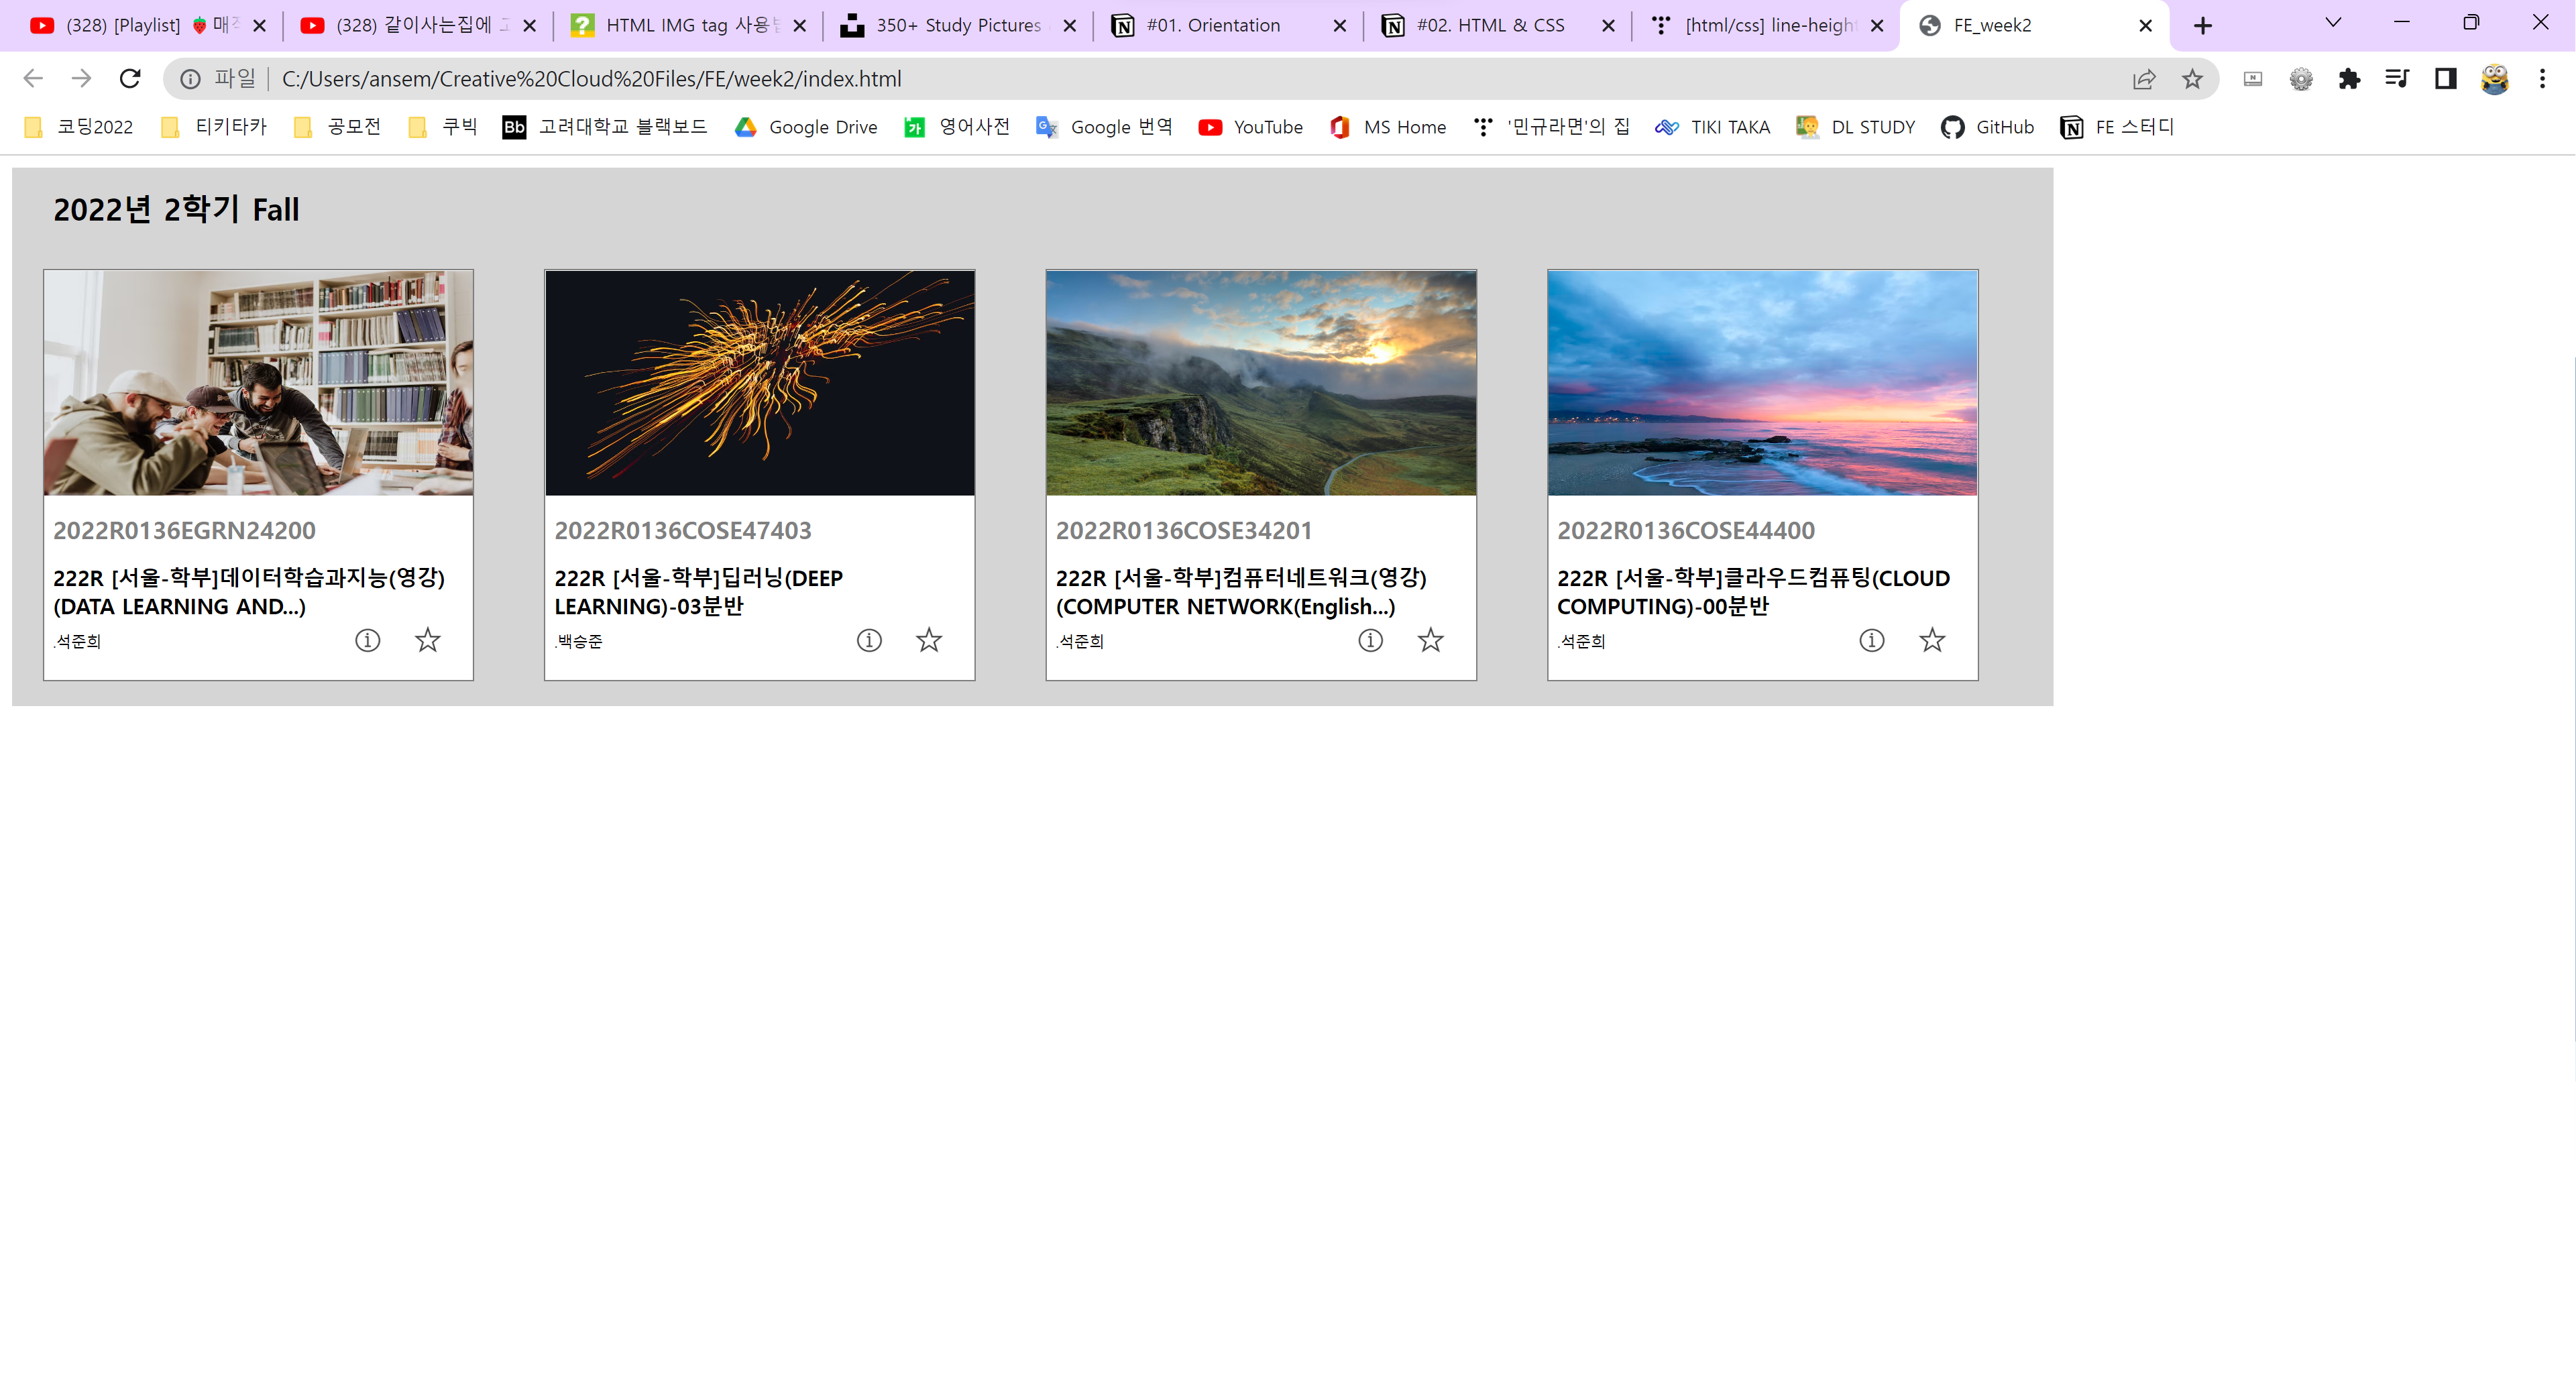 (328) [Playlist] 🍓매직
(328) 같이사는집에 고
HTML IMG tag 사용법
350+ Study Pictures
#01. Orientation
#02. HTML & CSS
[html/css] line-height
FE_week2
파일 C:/Users/ansem/Creative%20Cloud%20Files/FE/week2/index.html
코딩2022 티키타카 공모전 쿠빅 Bb 고려대학교 블랙보드 Google Drive 영어사전 Google 번역 YouTube MS Home '민규라면'의 집 TIKI TAKA DL STUDY GitHub FE 스터디
2022년 2학기 Fall
2022R0136EGRN24200
222R [서울-학부]데이터학습과지능(영강)
(DATA LEARNING AND...)
.석준희
2022R0136COSE47403
222R [서울-학부]딥러닝(DEEP
LEARNING)-03분반
.백승준
2022R0136COSE34201
222R [서울-학부]컴퓨터네트워크(영강)
(COMPUTER NETWORK(English...)
.석준희
2022R0136COSE44400
222R [서울-학부]클라우드컴퓨팅(CLOUD
COMPUTING)-00분반
.석준희